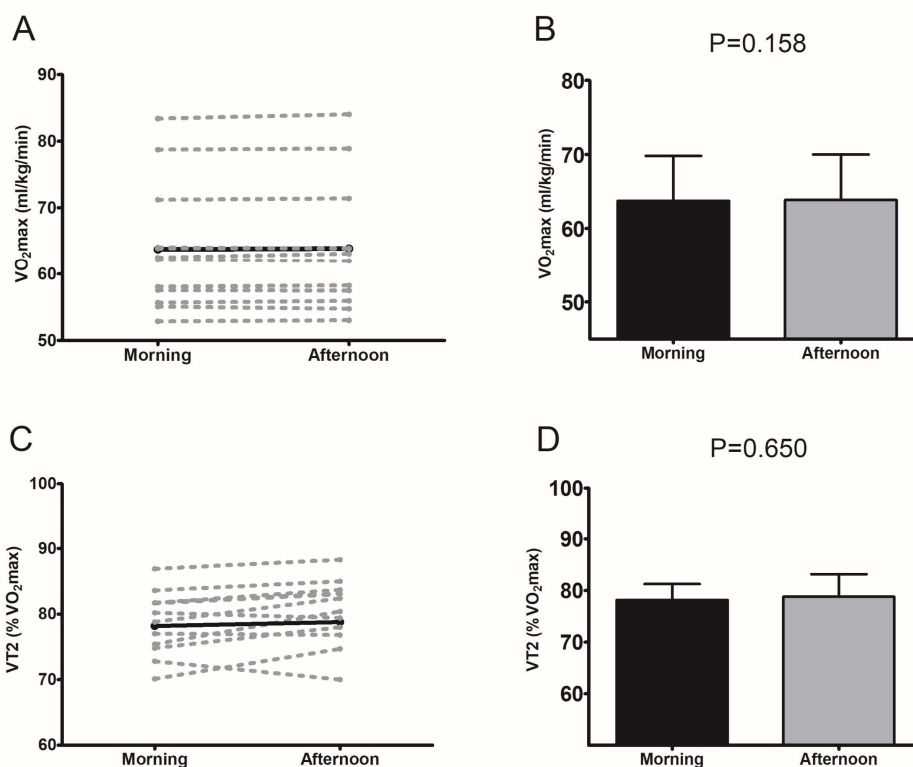 A
VO₂max (ml/kg/min)
90
80
70
60
50
Morning Afternoon
B
P=0.158
VO₂max (ml/kg/min)
80
70
60
50
Morning Afternoon
C
VT2 (% VO₂max)
100
90
80
70
60
Morning Afternoon
D
P=0.650
VT2 (% VO₂max)
100
90
80
70
60
Morning Afternoon